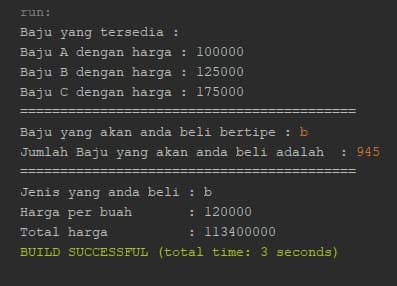 run:
Baju yang tersedia :
Baju A dengan harga : 100000
Baju B dengan harga : 125000
Baju C dengan harga : 175000
==========================================
Baju yang akan anda beli bertipe : b
Jumlah Baju yang akan anda beli adalah  : 945
==========================================
Jenis yang anda beli : b
Harga per buah       : 120000
Total harga          : 113400000
BUILD SUCCESSFUL (total time: 3 seconds)